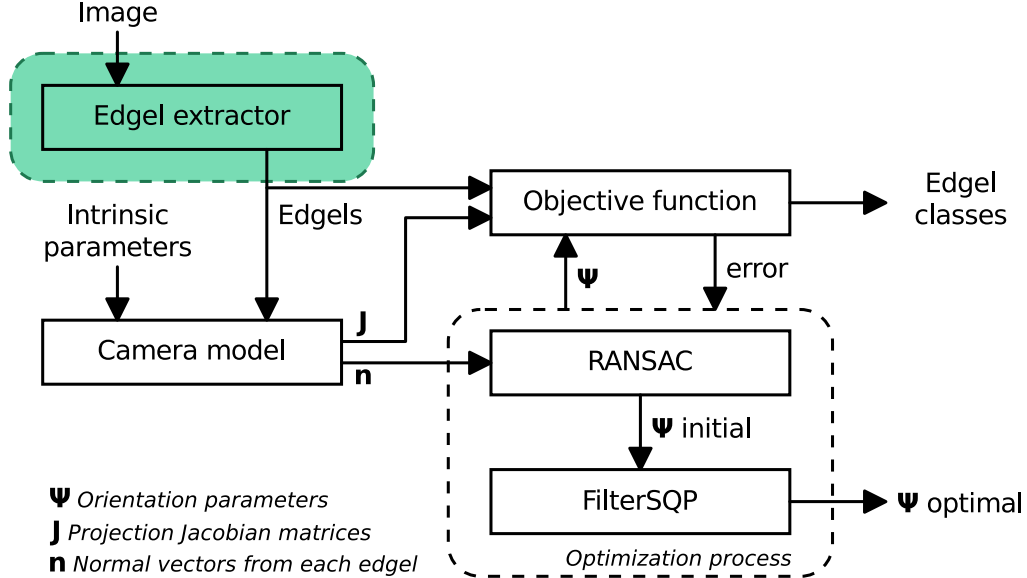 Image
Edgel extractor
Intrinsic
parameters
Edgels
Objective function
Edgel
classes
Ψ
error
Camera model
J
n
RANSAC
Ψ initial
FilterSQP
Ψ optimal
Optimization process
Ψ Orientation parameters
J Projection Jacobian matrices
n Normal vectors from each edgel